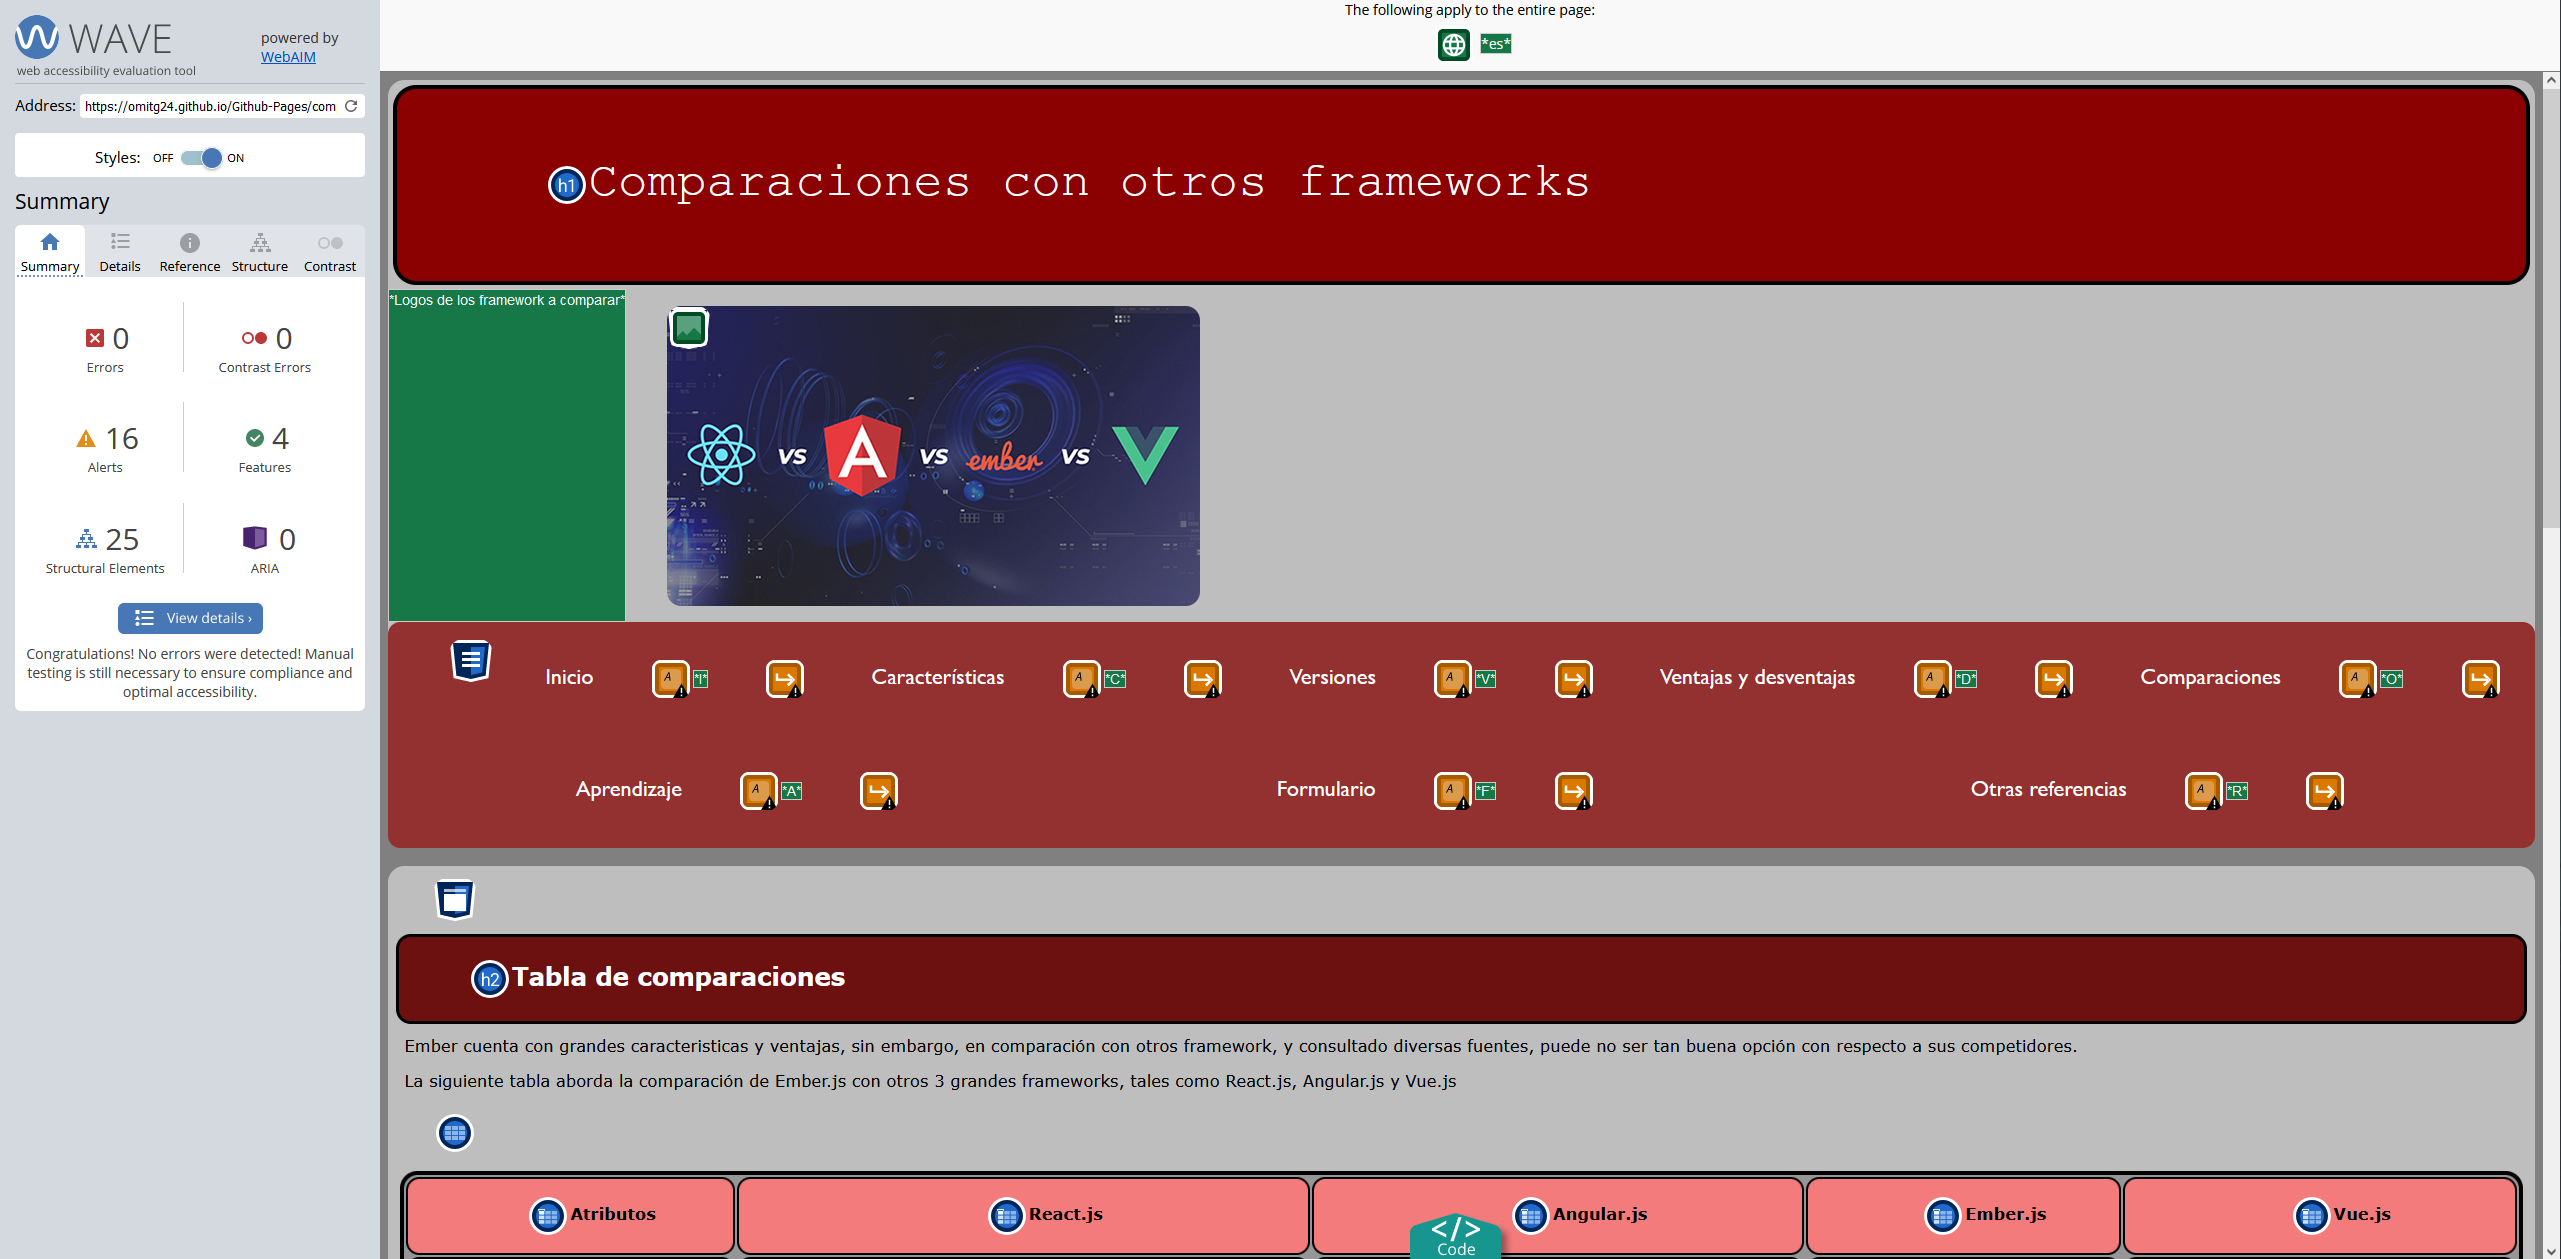 WAVE
web accessibility evaluation tool
powered by
WebAIM
Address: https://omitg24.github.io/Github-Pages/com
Styles: OFF ON
Summary
Summary Details Reference Structure Contrast
0 Errors
0 Contrast Errors
16 Alerts
4 Features
25 Structural Elements
0 ARIA
View details ›
Congratulations! No errors were detected! Manual
testing is still necessary to ensure compliance and
optimal accessibility.
The following apply to the entire page:
*es*
h1 Comparaciones con otros frameworks
*Logos de los framework a comparar*
VS A VS ember VS
Inicio A *I* Características A *C* Versiones A *V* Ventajas y desventajas A *D* Comparaciones A *O*
Aprendizaje A *A* Formulario A *F* Otras referencias A *R*
h2 Tabla de comparaciones
Ember cuenta con grandes caracteristicas y ventajas, sin embargo, en comparación con otros framework, y consultado diversas fuentes, puede no ser tan buena opción con respecto a sus competidores.
La siguiente tabla aborda la comparación de Ember.js con otros 3 grandes frameworks, tales como React.js, Angular.js y Vue.js
Atributos React.js Angular.js Ember.js Vue.js
</> Code